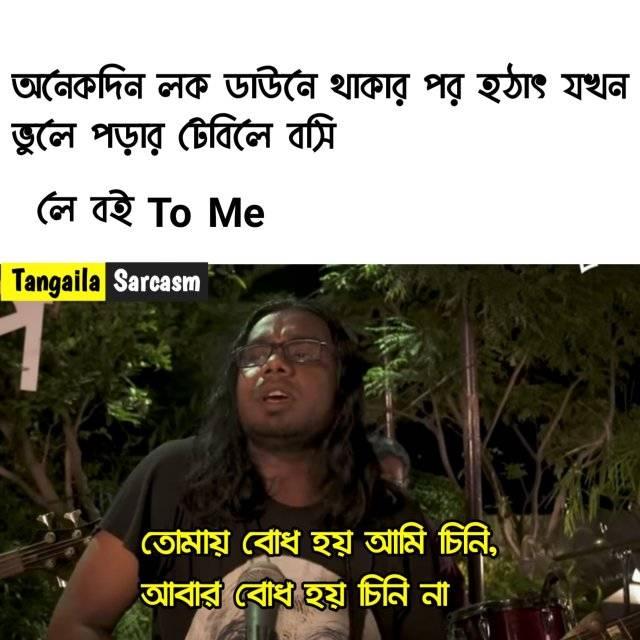 অনেকদিন লক ডাউনে থাকার পর হঠাৎ যখন
ভুলে পড়ার টেবিলে বসি
লে বই To Me
Tangaila Sarcasm
তোমায় বোধ হয় আমি চিনি,
আবার বোধ হয় চিনি না